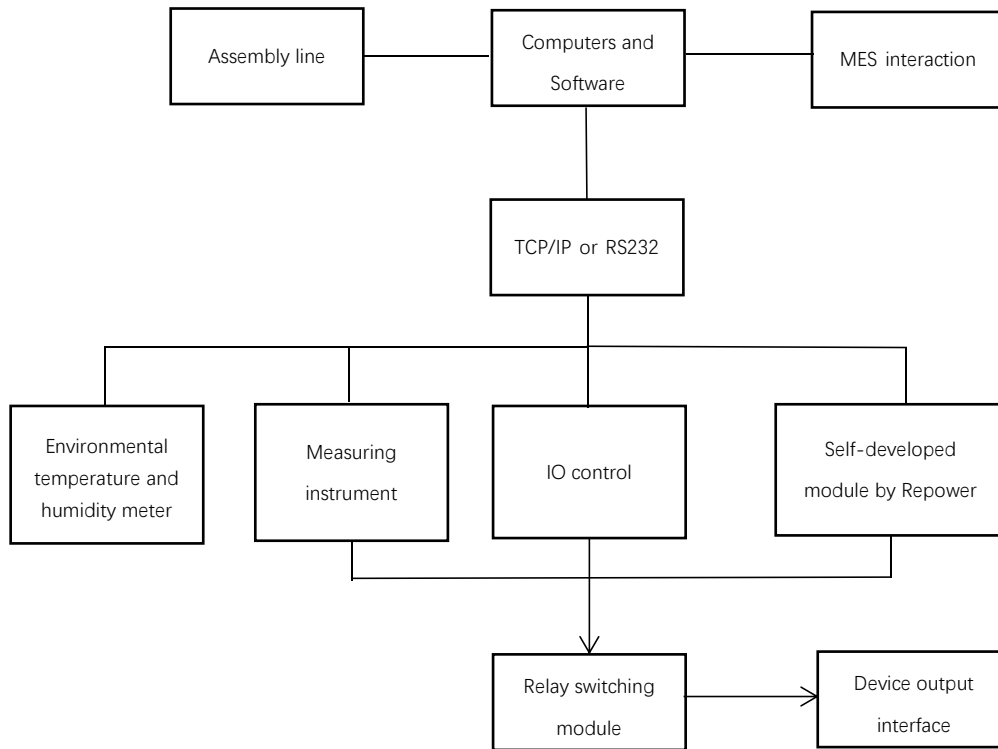 Assembly line
Computers and
Software
MES interaction
TCP/IP or RS232
Environmental
temperature and
humidity meter
Measuring
instrument
IO control
Self-developed
module by Repower
Relay switching
module
Device output
interface